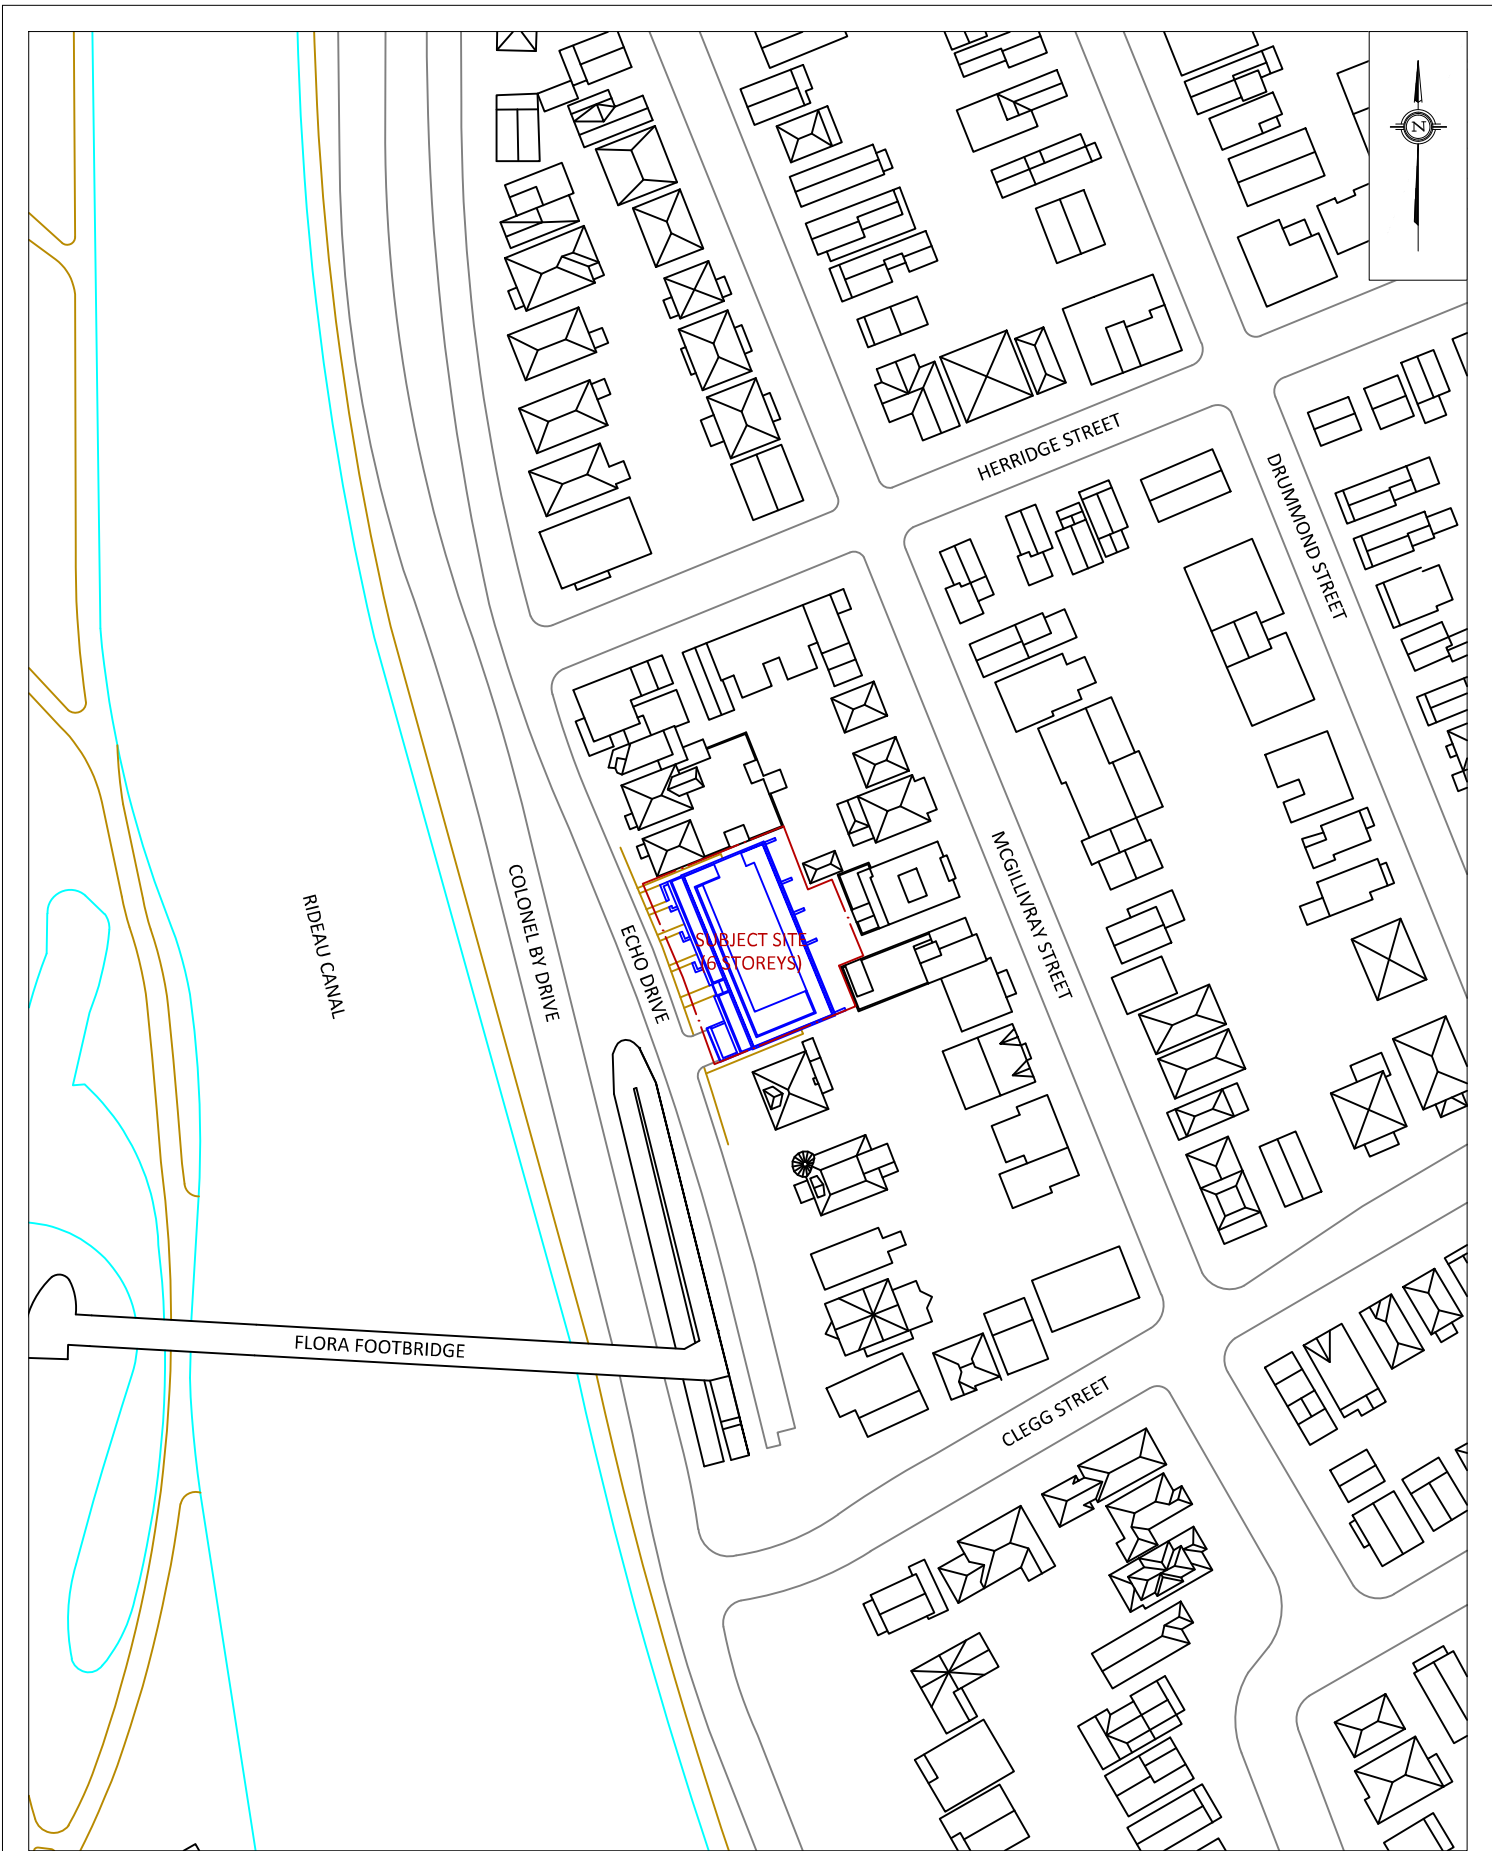 N
HERRIDGE STREET
DRUMMOND STREET
MCGILLIVRAY STREET
COLONEL BY DRIVE
RIDEAU CANAL
ECHO DRIVE
SUBJECT SITE
(6 STOREYS)
FLORA FOOTBRIDGE
CLEGG STREET